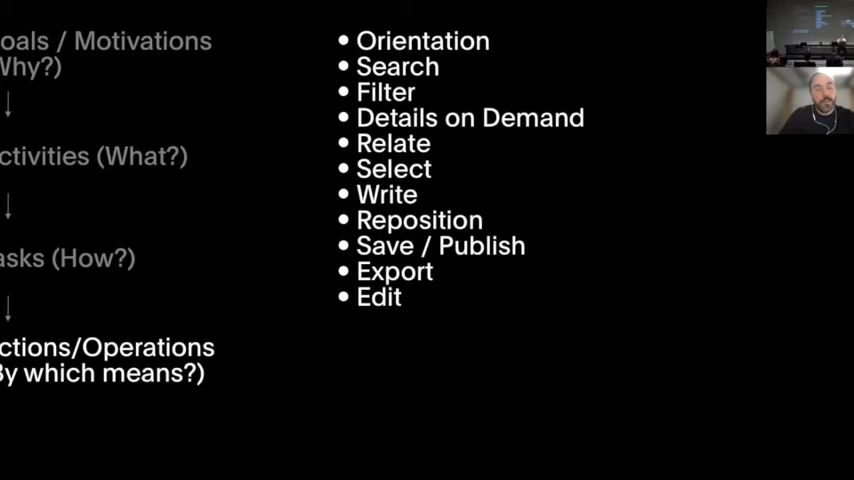 oals / Motivations
Why?)
ctivities (What?)
asks (How?)
ctions/Operations
By which means?)
• Orientation
• Search
• Filter
• Details on Demand
• Relate
• Select
• Write
• Reposition
• Save / Publish
• Export
• Edit